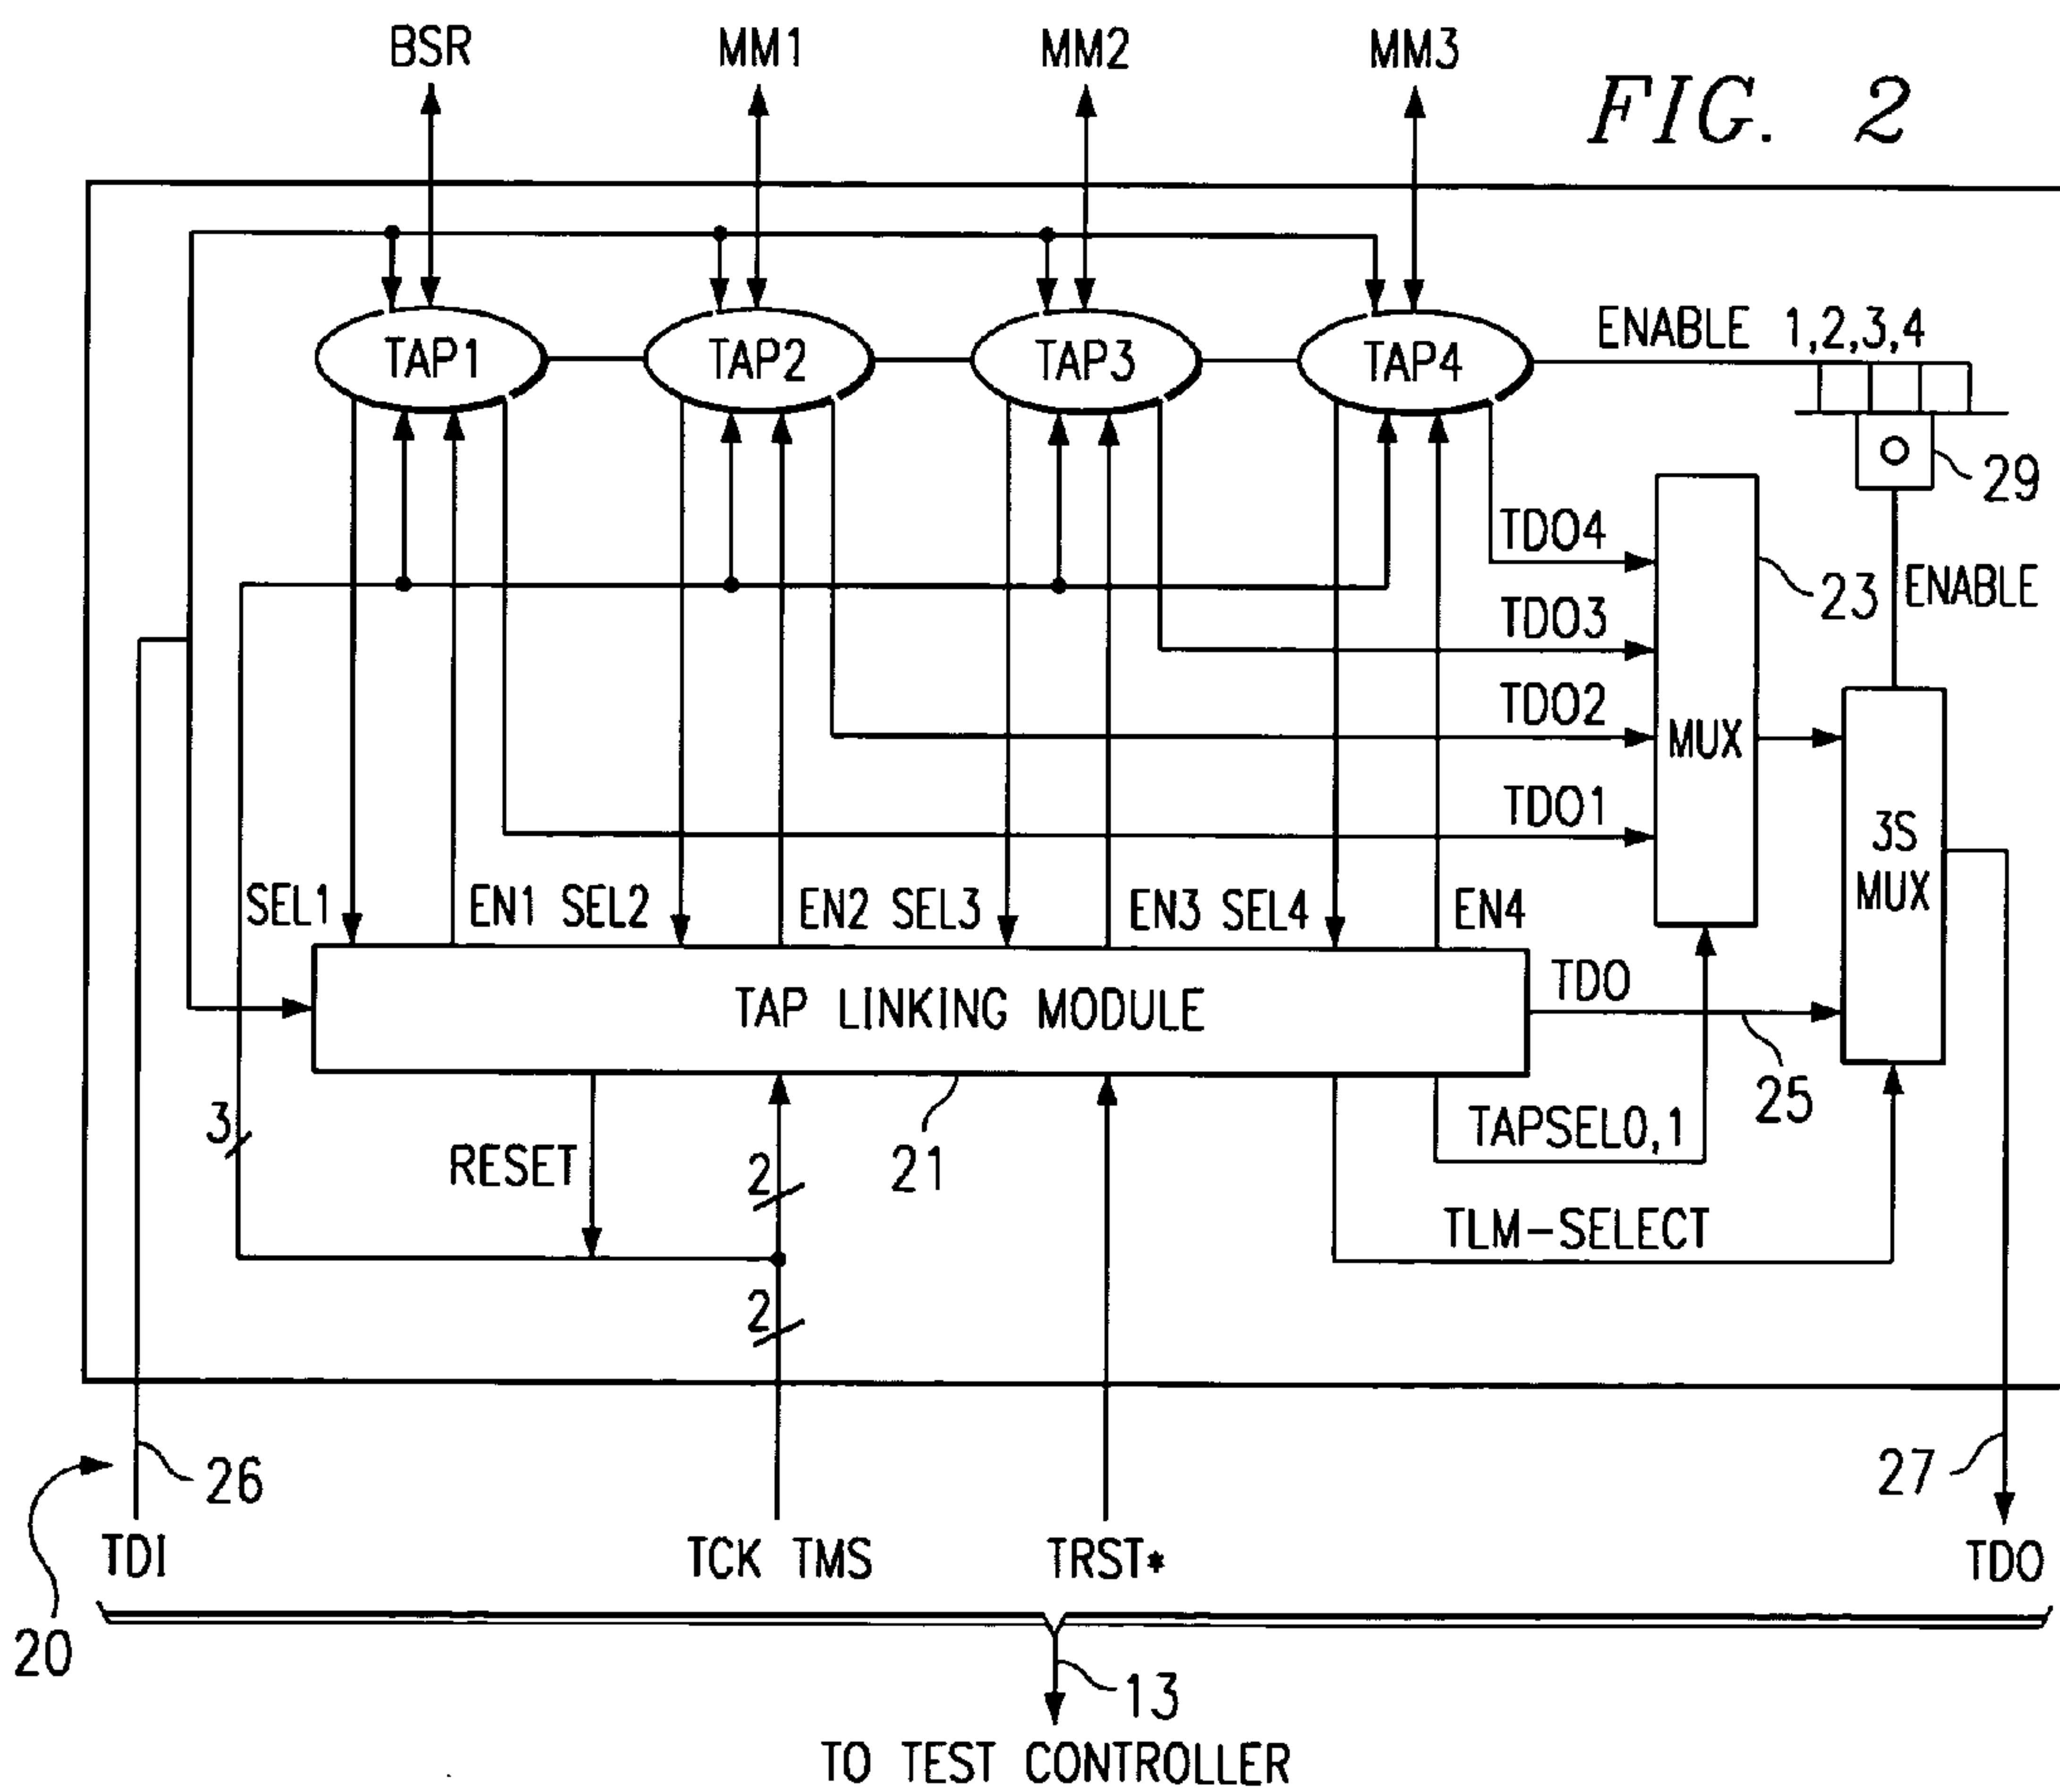 BSR MM1 MM2 MM3
FIG. 2
TAP1 TAP2 TAP3 TAP4
ENABLE 1,2,3,4
29
TDO4
23
ENABLE
TDO3
TDO2
MUX
TDO1
3S
MUX
SEL1 EN1 SEL2 EN2 SEL3 EN3 SEL4 EN4
TAP LINKING MODULE
TDO
25
3
RESET
2
21
TAPSEL0,1
TLM-SELECT
2
26
27
TDI
TCK TMS
TRST*
TDO
20
13
TO TEST CONTROLLER